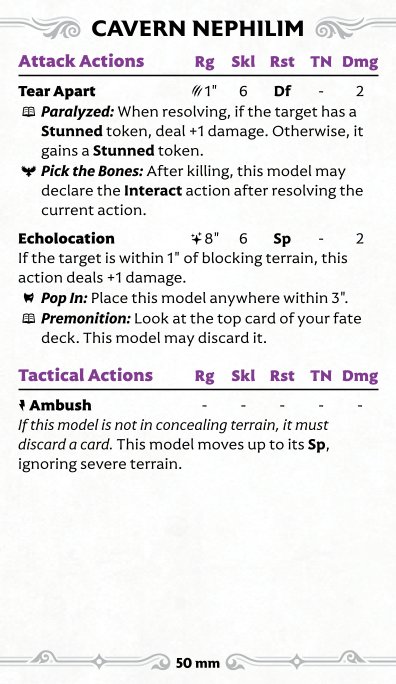 CAVERN NEPHILIM
Attack Actions Rg Skl Rst TN Dmg
Tear Apart 1" 6 Df - 2
Paralyzed: When resolving, if the target has a
Stunned token, deal +1 damage. Otherwise, it
gains a Stunned token.
Pick the Bones: After killing, this model may
declare the Interact action after resolving the
current action.
Echolocation 8" 6 Sp - 2
If the target is within 1" of blocking terrain, this
action deals +1 damage.
Pop In: Place this model anywhere within 3".
Premonition: Look at the top card of your fate
deck. This model may discard it.
Tactical Actions Rg Skl Rst TN Dmg
Ambush - - - - -
If this model is not in concealing terrain, it must
discard a card. This model moves up to its Sp,
ignoring severe terrain.
50 mm